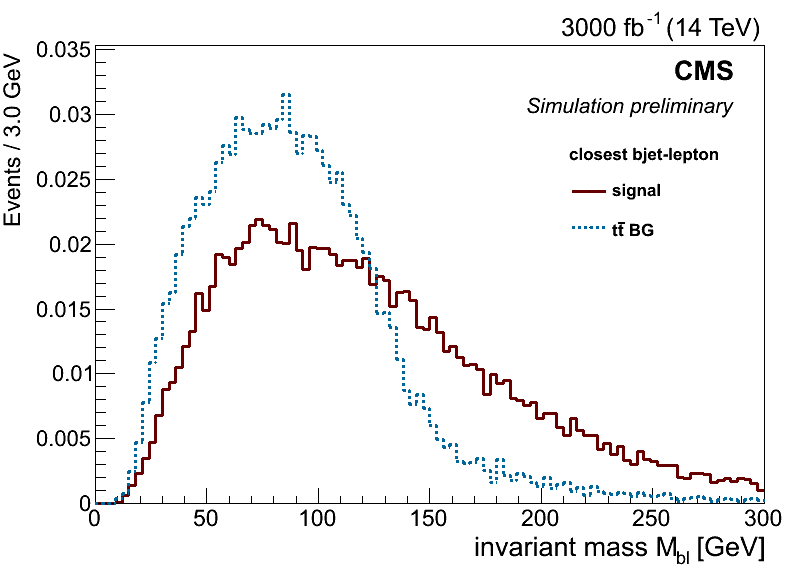 3000 fb⁻¹ (14 TeV)
Events / 3.0 GeV
0.035
0.03
0.025
0.02
0.015
0.01
0.005
0
CMS
Simulation preliminary
closest bjet-lepton
signal
tt̄ BG
0 50 100 150 200 250 300
invariant mass M_bl [GeV]